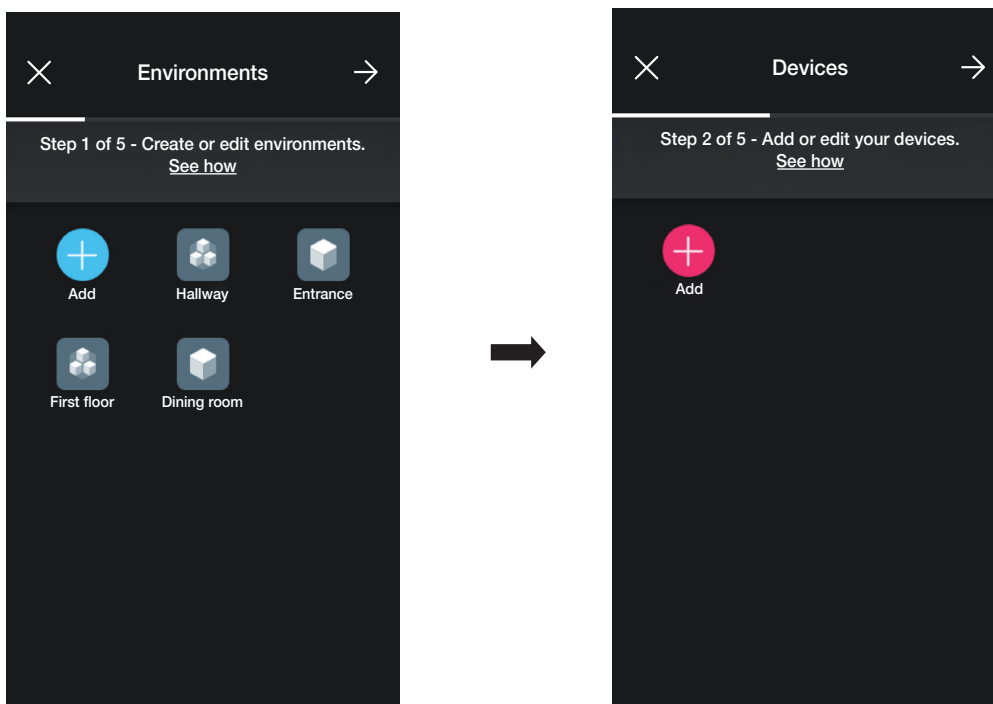 Environments
Step 1 of 5 - Create or edit environments.
See how
Add
Hallway
Entrance
First floor
Dining room
Devices
Step 2 of 5 - Add or edit your devices.
See how
Add